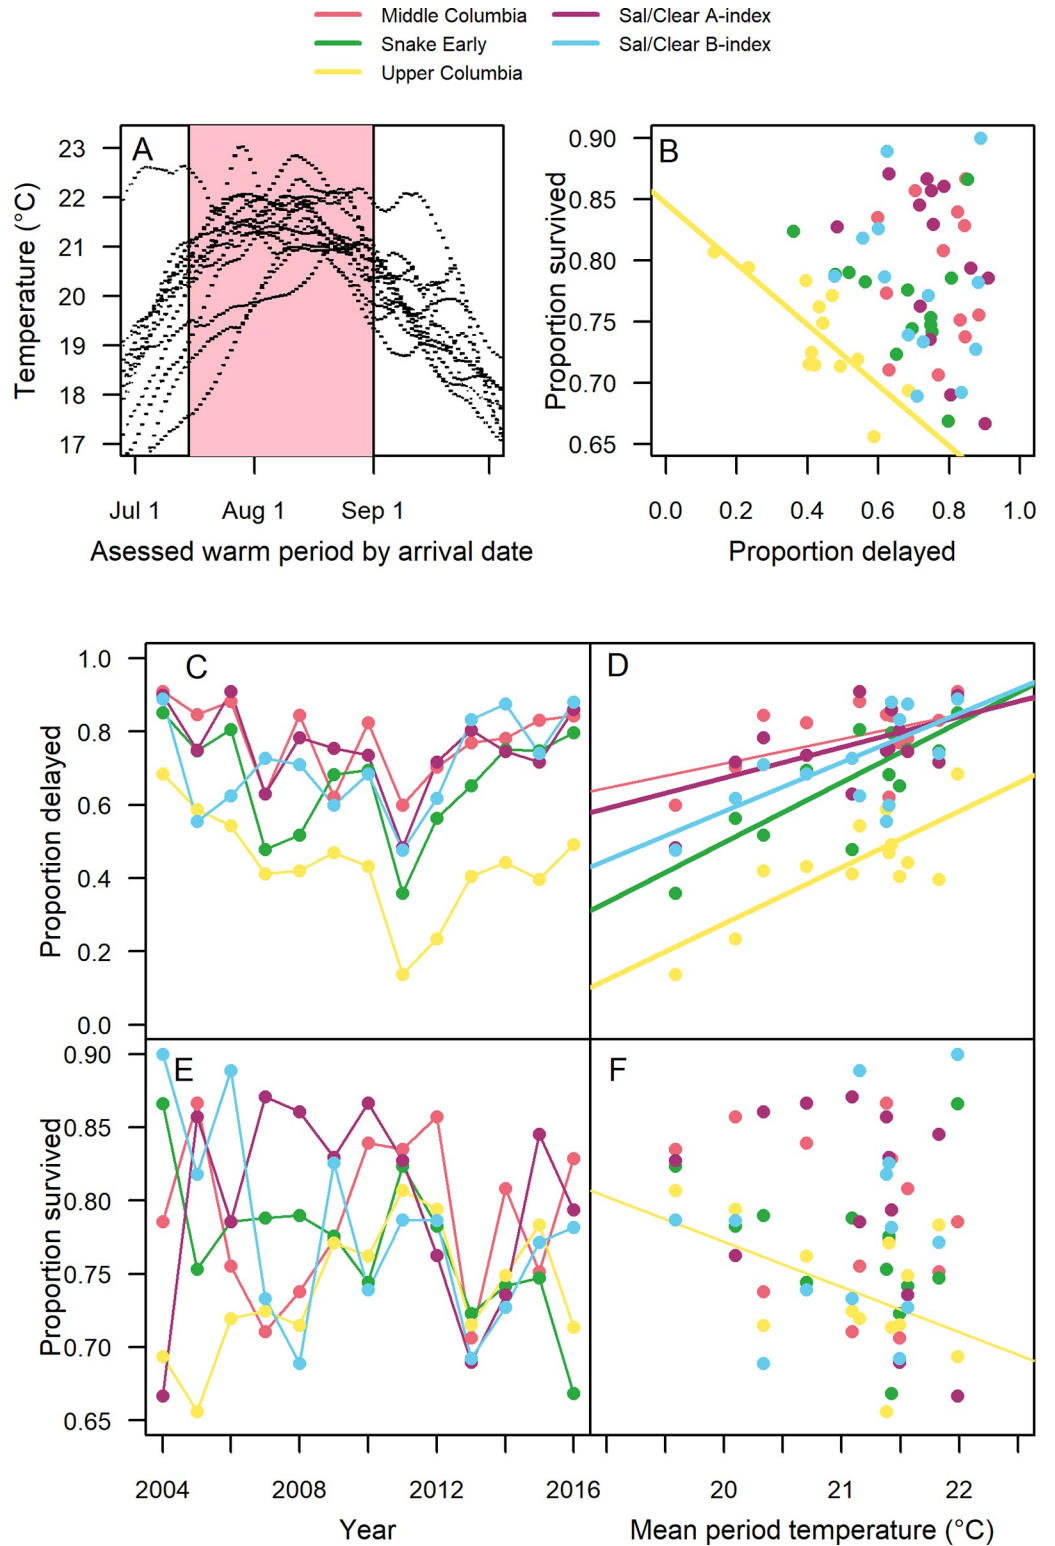 Middle Columbia
Snake Early
Upper Columbia
Sal/Clear A-index
Sal/Clear B-index
A
23
22
21
20
19
18
17
Temperature (°C)
Jul 1 Aug 1 Sep 1
Asessed warm period by arrival date
B
0.90
0.85
0.80
0.75
0.70
0.65
Proportion survived
0.0 0.2 0.4 0.6 0.8 1.0
Proportion delayed
C
1.0
0.8
0.6
0.4
0.2
0.0
Proportion delayed
D
E
0.90
0.85
0.80
0.75
0.70
0.65
Proportion survived
2004 2008 2012 2016
Year
F
20 21 22
Mean period temperature (°C)